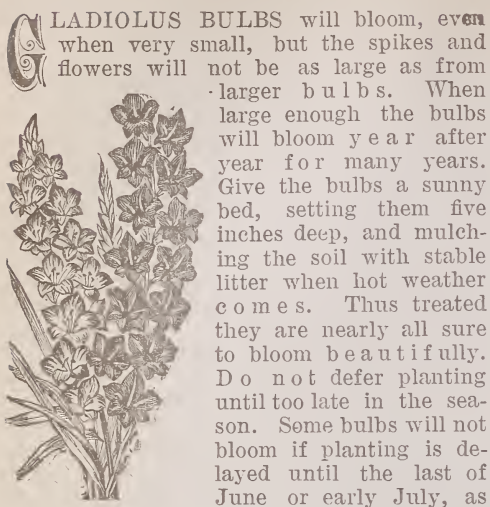 GLADIOLUS BULBS will bloom, even
when very small, but the spikes and
flowers will not be as large as from
larger bulbs. When
large enough the bulbs
will bloom year after
year for many years.
Give the bulbs a sunny
bed, setting them five
inches deep, and mulch-
ing the soil with stable
litter when hot weather
comes. Thus treated
they are nearly all sure
to bloom beautifully.
Do not defer planting
until too late in the sea-
son. Some bulbs will not
bloom if planting is de-
layed until the last of
June or early July, as